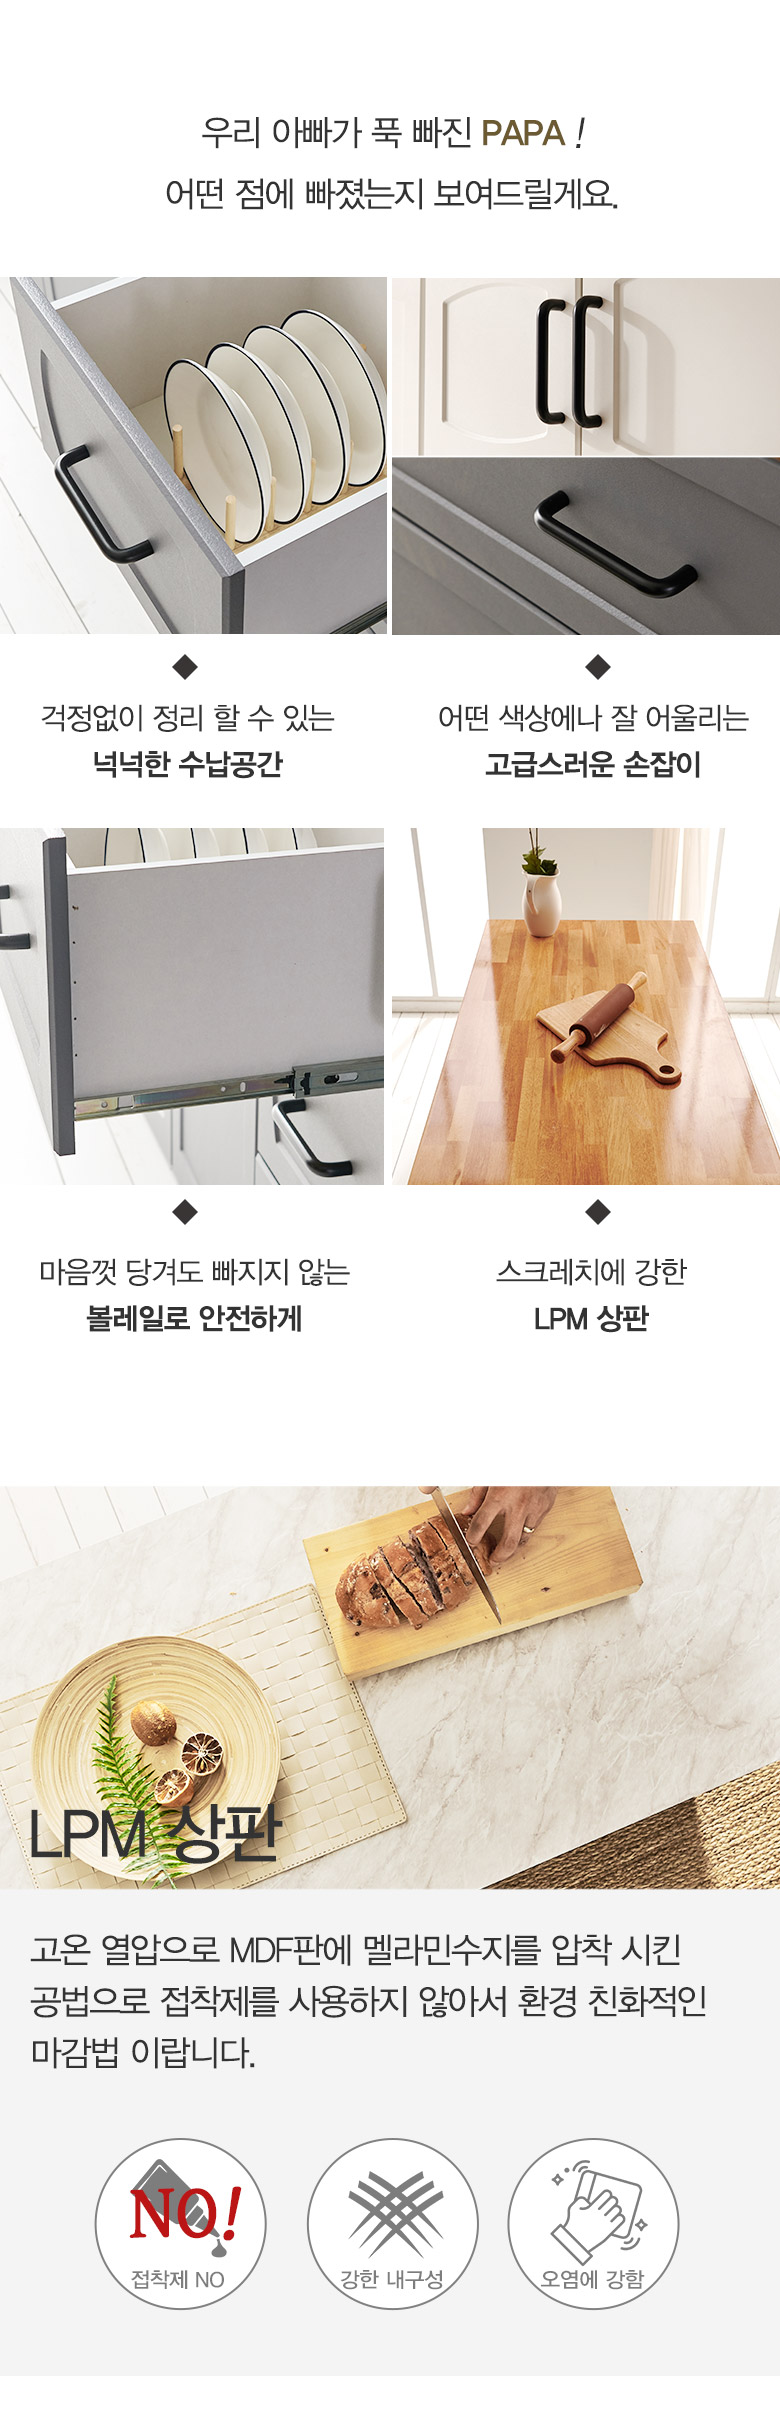 우리 아빠가 푹 빠진 PAPA !
어떤 점에 빠졌는지 보여드릴게요.
걱정없이 정리 할 수 있는
넉넉한 수납공간
어떤 색상에나 잘 어울리는
고급스러운 손잡이
마음껏 당겨도 빠지지 않는
볼레일로 안전하게
스크레치에 강한
LPM 상판
LPM 상판
고온 열압으로 MDF판에 멜라민수지를 압착 시킨
공법으로 접착제를 사용하지 않아서 환경 친화적인
마감법 이랍니다.
NO!
접착제 NO
강한 내구성
오염에 강함